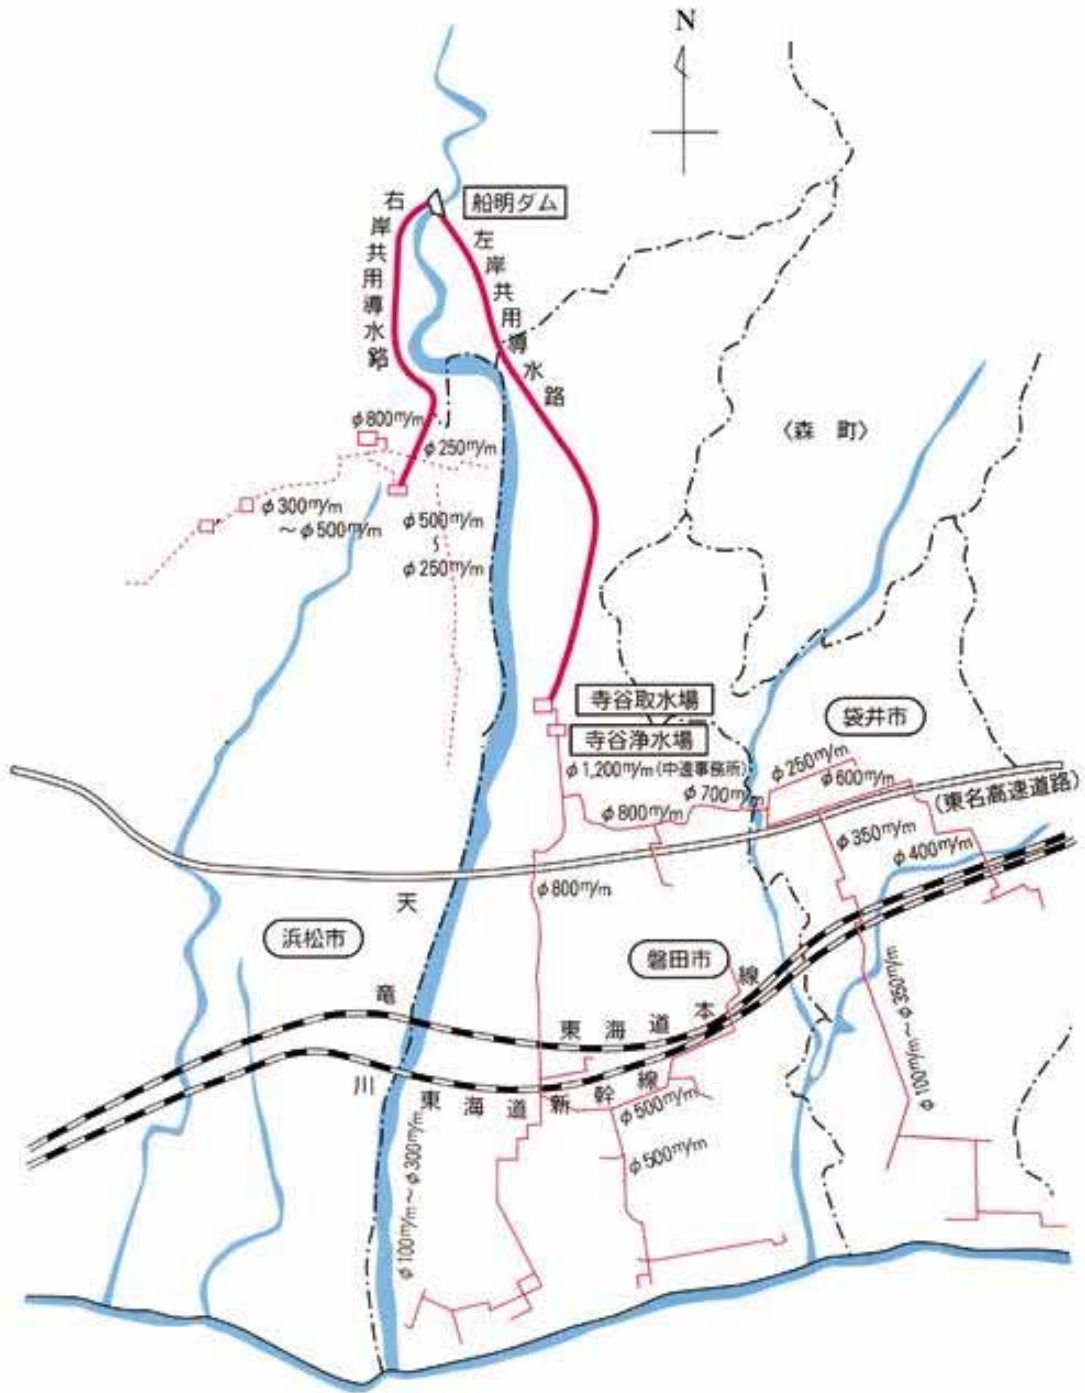 N
船明ダム
右岸共用導水路
左岸共用導水路
φ800m/m
φ250m/m
〈森 町〉
φ300m/m
～φ500m/m
φ500m/m
～
φ250m/m
寺谷取水場
袋井市
寺谷浄水場
φ1,200m/m(中遠事務所)
φ250m/m
φ600m/m
φ700m/m
φ800m/m
(東名高速道路)
φ350m/m
φ400m/m
φ800m/m
天竜川
浜松市
磐田市
東海道本線
φ100m/m～φ350m/m
東海道新幹線
φ500m/m
φ500m/m
φ100m/m～φ300m/m